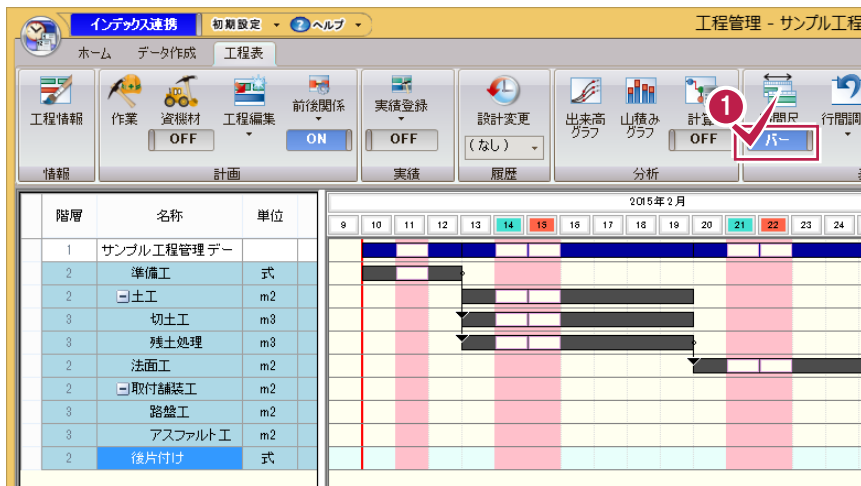 インデックス連携 初期設定 ヘルプ 工程管理 - サンプル工程
ホーム データ作成 工程表
工程情報 作業 資機材 工程編集 前後関係 実績登録 設計変更 出来高グラフ 山積みグラフ 1 行間調
OFF ON OFF (なし) OFF バー
情報 計画 実績 履歴 分析
階層 名称 単位 2015年2月
9 10 11 12 13 14 15 16 17 18 19 20 21 22 23 24
1 サンプル工程管理デー
2 準備工 式
2 土工 m2
3 切土工 m3
3 残土処理 m3
2 法面工 m2
2 取付舗装工 m2
3 路盤工 m2
3 アスファルト工 m2
2 後片付け 式